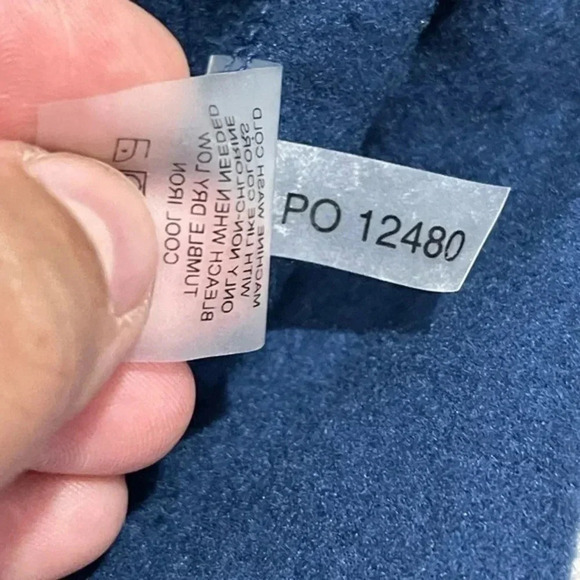 MACHINE WASH COLD
WITH LIKE COLORS
ONLY NON-CHLORINE
BLEACH WHEN NEEDED
TUMBLE DRY LOW
COOL IRON
PO 12480